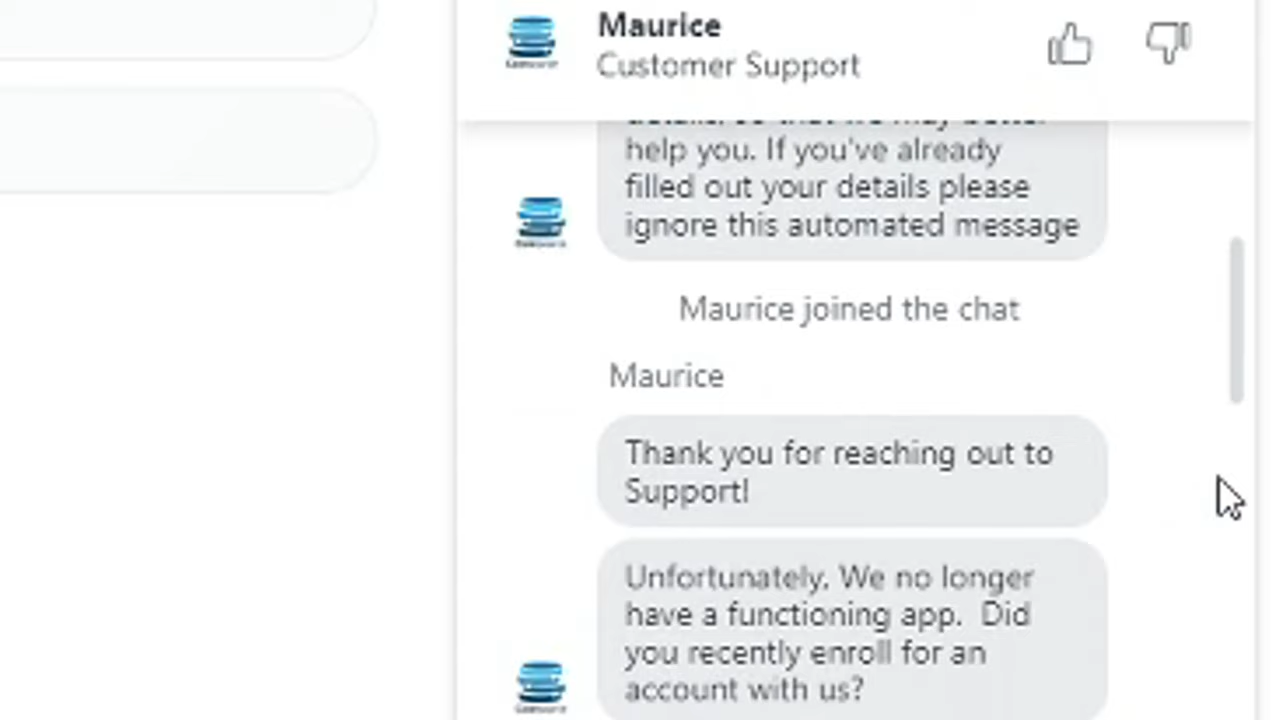 Maurice
Customer Support
help you. If you've already
filled out your details please
ignore this automated message
Maurice joined the chat
Maurice
Thank you for reaching out to
Support!
Unfortunately. We no longer
have a functioning app.  Did
you recently enroll for an
account with us?